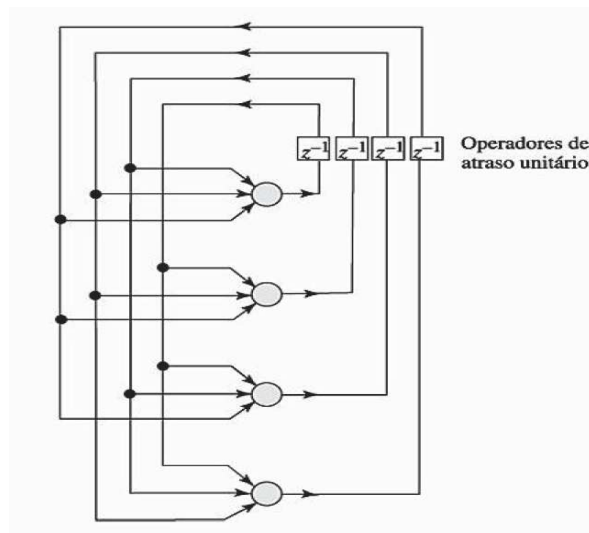 z⁻¹ z⁻¹ z⁻¹ z⁻¹ Operadores de
atraso unitário